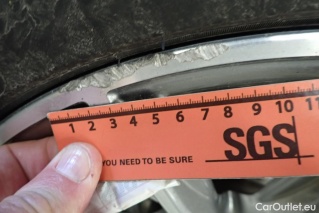 1 2 3 4 5 6 7 8 9 10 11
WHEN YOU NEED TO BE SURE
SGS
CarOutlet.eu